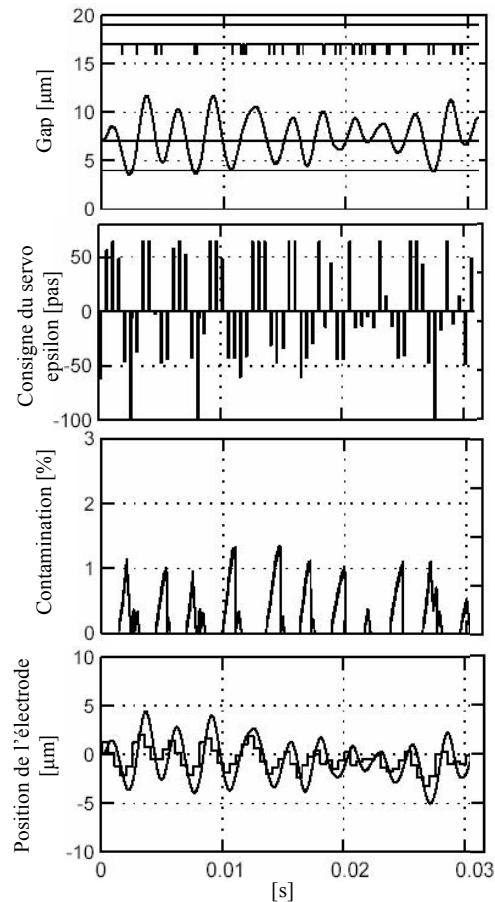 20
15
10
5
0
Gap [µm]
50
0
-50
-100
Consigne du servo
epsilon [pas]
3
2
1
0
Contamination [%]
10
5
0
-5
-10
Position de l'électrode
[µm]
0 0.01 0.02 0.03
[s]